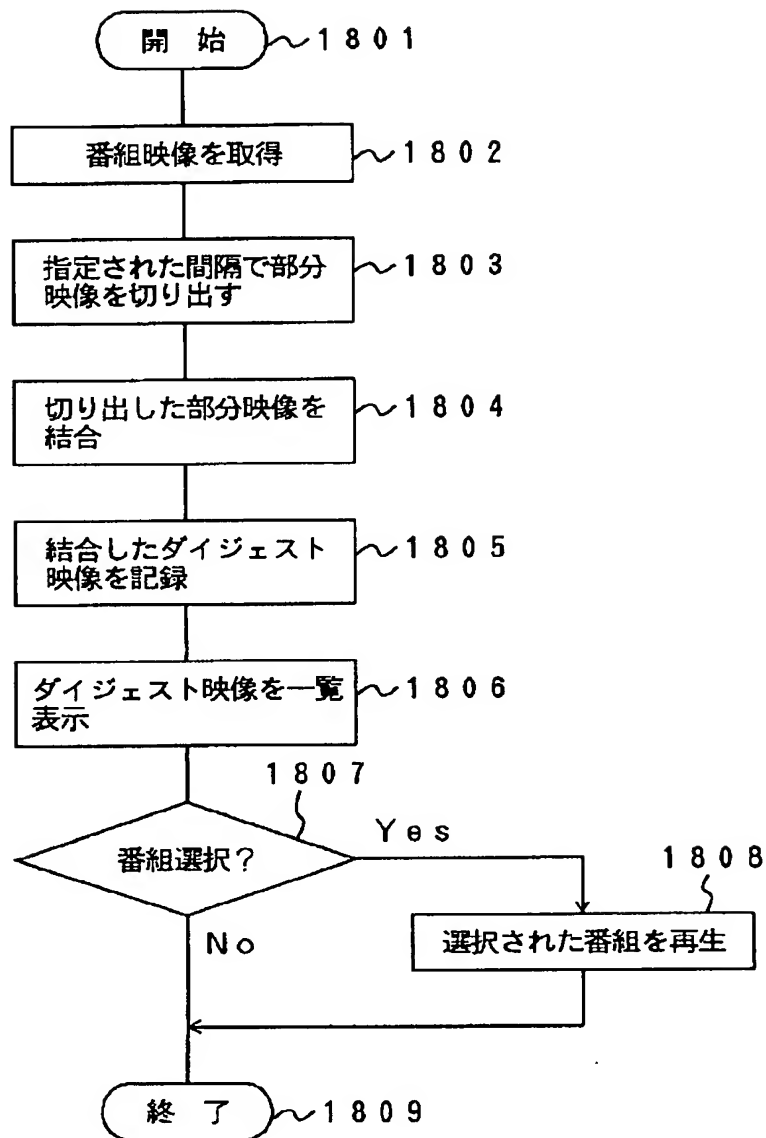 開 始
1801
番組映像を取得
1802
指定された間隔で部分
映像を切り出す
1803
切り出した部分映像を
結合
1804
結合したダイジェスト
映像を記録
1805
ダイジェスト映像を一覧
表示
1806
1807
番組選択?
Yes
1808
選択された番組を再生
No
終 了
1809